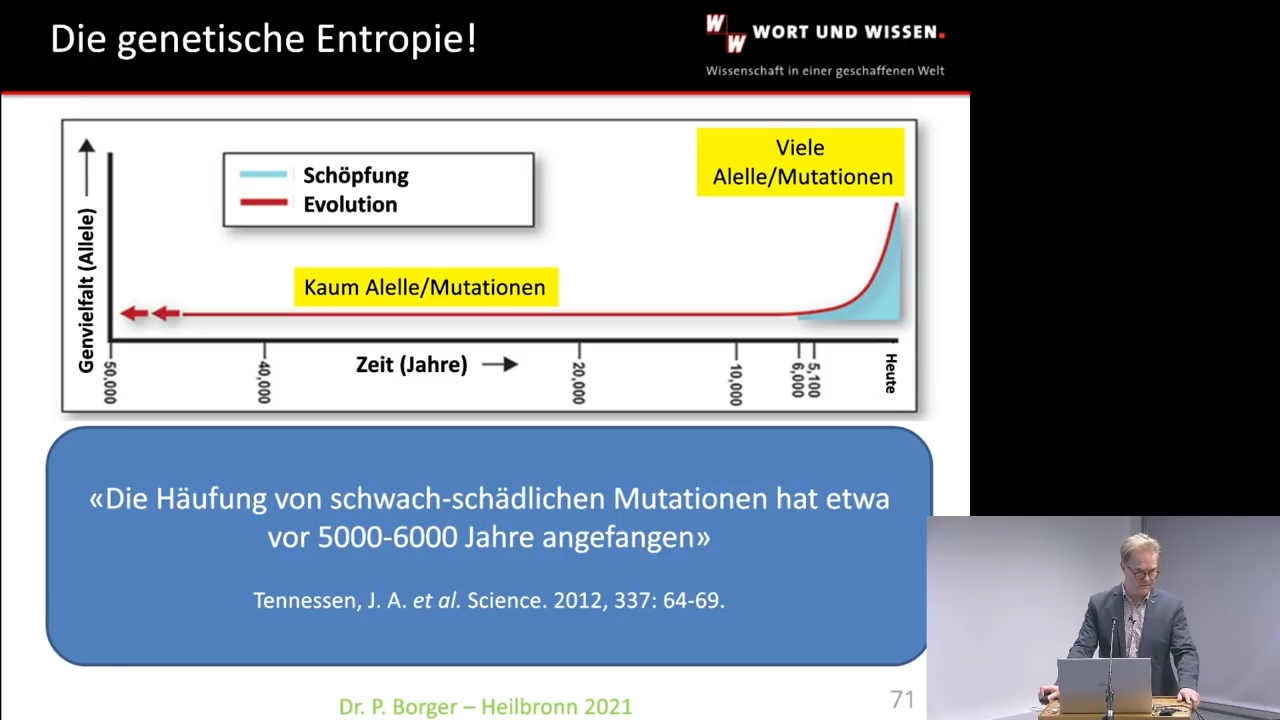 Die genetische Entropie!
W
W WORT UND WISSEN.
Wissenschaft in einer geschaffenen Welt
Viele
Alelle/Mutationen
Schöpfung
Evolution
Kaum Alelle/Mutationen
Genvielfalt (Allele)
Zeit (Jahre)
50,000
40,000
20,000
10,000
6,000
5,100
Heute
«Die Häufung von schwach-schädlichen Mutationen hat etwa
vor 5000-6000 Jahre angefangen»
Tennessen, J. A. et al. Science. 2012, 337: 64-69.
Dr. P. Borger – Heilbronn 2021
71